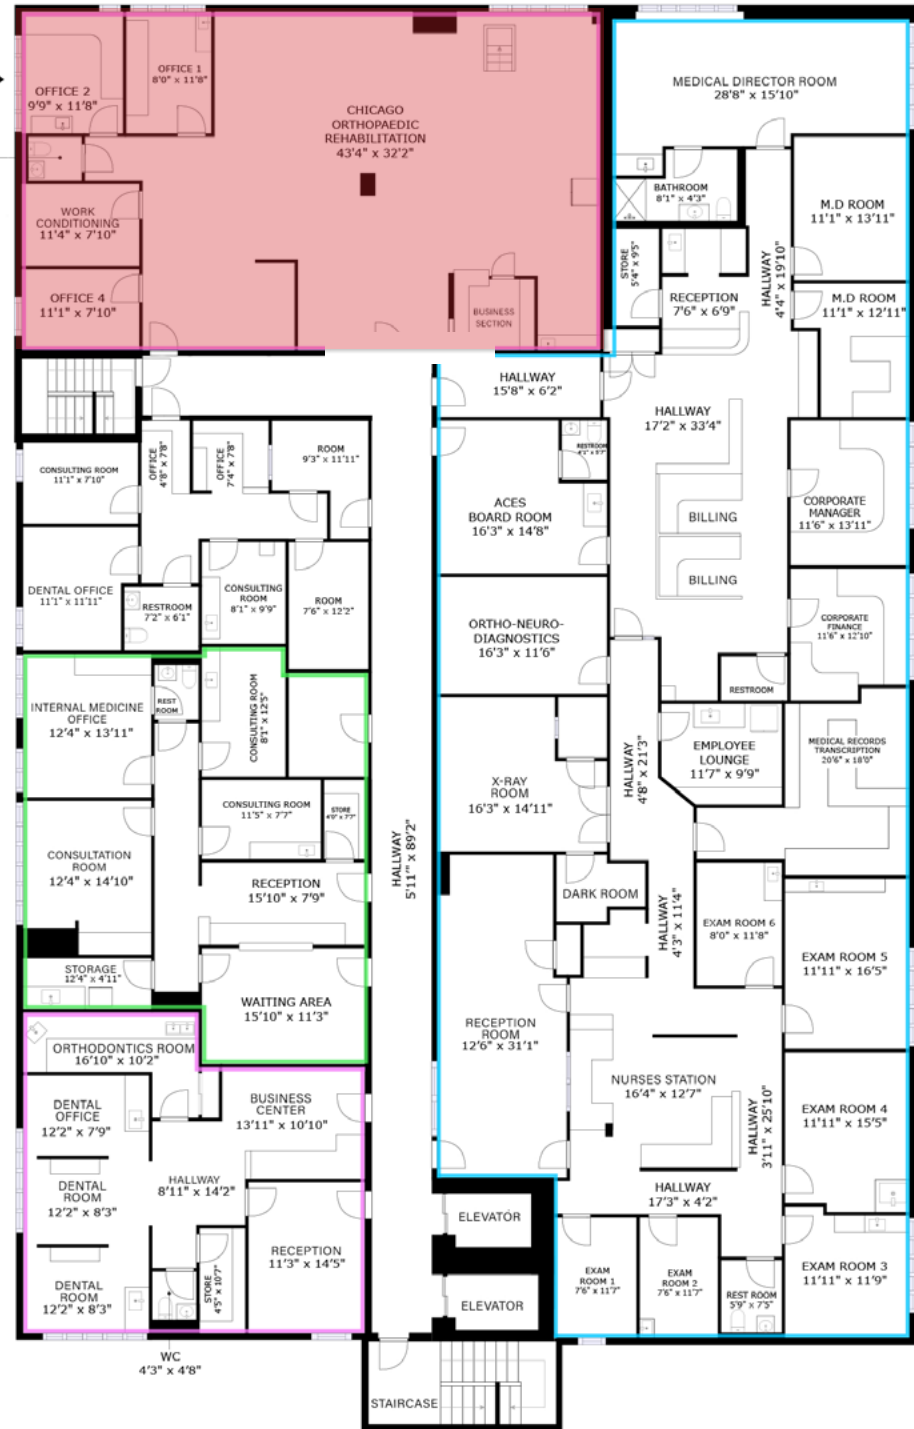 OFFICE 2
9'9" x 11'8"
OFFICE 1
8'0" x 11'8"
CHICAGO
ORTHOPAEDIC
REHABILITATION
43'4" x 32'2"
WORK
CONDITIONING
11'4" x 7'10"
OFFICE 4
11'1" x 7'10"
BUSINESS
SECTION
MEDICAL DIRECTOR ROOM
28'8" x 15'10"
BATHROOM
8'1" x 4'3"
M.D ROOM
11'1" x 13'11"
STORE
5'4" x 9'5"
RECEPTION
7'6" x 6'9"
HALLWAY
4'4" x 19'10"
M.D ROOM
11'1" x 12'11"
HALLWAY
15'8" x 6'2"
HALLWAY
17'2" x 33'4"
CONSULTING ROOM
11'1" x 7'10"
OFFICE
4'8" x 7'8"
OFFICE
7'4" x 7'8"
ROOM
9'3" x 11'11"
RESTROOM
ACES
BOARD ROOM
16'3" x 14'8"
BILLING
CORPORATE
MANAGER
11'6" x 13'11"
DENTAL OFFICE
11'1" x 11'11"
RESTROOM
7'2" x 6'1"
CONSULTING
ROOM
8'1" x 9'9"
ROOM
7'6" x 12'2"
BILLING
ORTHO-NEURO-
DIAGNOSTICS
16'3" x 11'6"
CORPORATE
FINANCE
11'6" x 12'10"
RESTROOM
INTERNAL MEDICINE
OFFICE
12'4" x 13'11"
REST
ROOM
CONSULTING ROOM
8'1" x 12'5"
X-RAY
ROOM
16'3" x 14'11"
HALLWAY
4'8" x 21'3"
EMPLOYEE
LOUNGE
11'7" x 9'9"
MEDICAL RECORDS
TRANSCRIPTION
20'6" x 18'0"
CONSULTING ROOM
11'5" x 7'7"
STORE
4'0" x 7'7"
CONSULTATION
ROOM
12'4" x 14'10"
RECEPTION
15'10" x 7'9"
HALLWAY
5'11'" x 89'2"
DARK ROOM
HALLWAY
4'3" x 11'4"
EXAM ROOM 6
8'0" x 11'8"
EXAM ROOM 5
11'11" x 16'5"
STORAGE
12'4" x 4'11"
WAITING AREA
15'10" x 11'3"
RECEPTION
ROOM
12'6" x 31'1"
ORTHODONTICS ROOM
16'10" x 10'2"
NURSES STATION
16'4" x 12'7"
HALLWAY
3'11" x 25'10"
EXAM ROOM 4
11'11" x 15'5"
DENTAL
OFFICE
12'2" x 7'9"
BUSINESS
CENTER
13'11" x 10'10"
DENTAL
ROOM
12'2" x 8'3"
HALLWAY
8'11" x 14'2"
HALLWAY
17'3" x 4'2"
ELEVATOR
RECEPTION
11'3" x 14'5"
STORE
4'5" x 10'7"
DENTAL
ROOM
12'2" x 8'3"
ELEVATOR
EXAM
ROOM 1
7'6" x 11'7"
EXAM
ROOM 2
7'6" x 11'7"
REST ROOM
5'9" x 7'5"
EXAM ROOM 3
11'11" x 11'9"
WC
4'3" x 4'8"
STAIRCASE